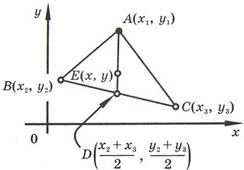 y
A(x₁, y₁)
E(x, y)
B(x₂, y₂)
C(x₃, y₃)
0
x
D(x₂ + x₃ / 2 , y₂ + y₃ / 2)